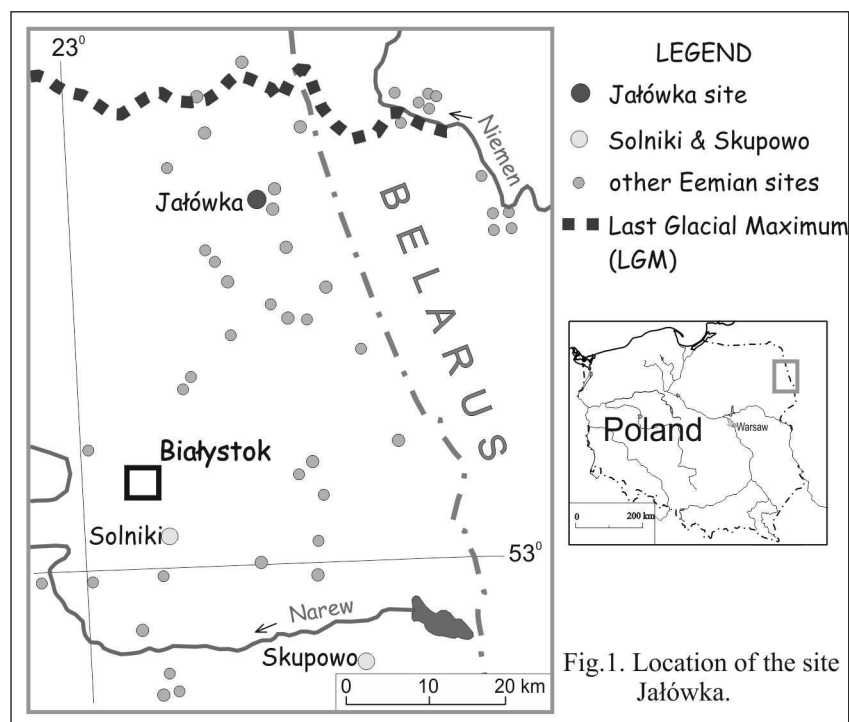 23⁰
Jałówka
BELARUS
Niemen
Białystok
Solniki
53⁰
Narew
Skupowo
0 10 20 km
LEGEND
Jałówka site
Solniki & Skupowo
other Eemian sites
Last Glacial Maximum
(LGM)
Poland
Warsaw
0 200 km
Fig.1. Location of the site
Jałówka.